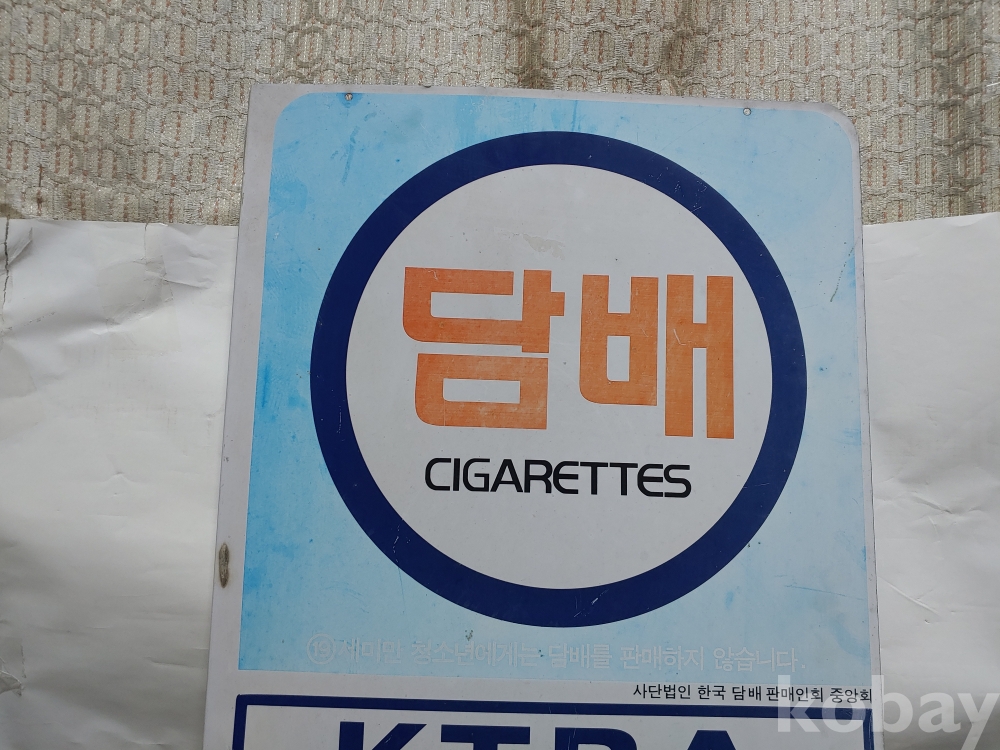 담배
CIGARETTES
⑲세미만 청소년에게는 담배를 판매하지 않습니다.
사단법인 한국 담배 판매인회 중앙회
kobay